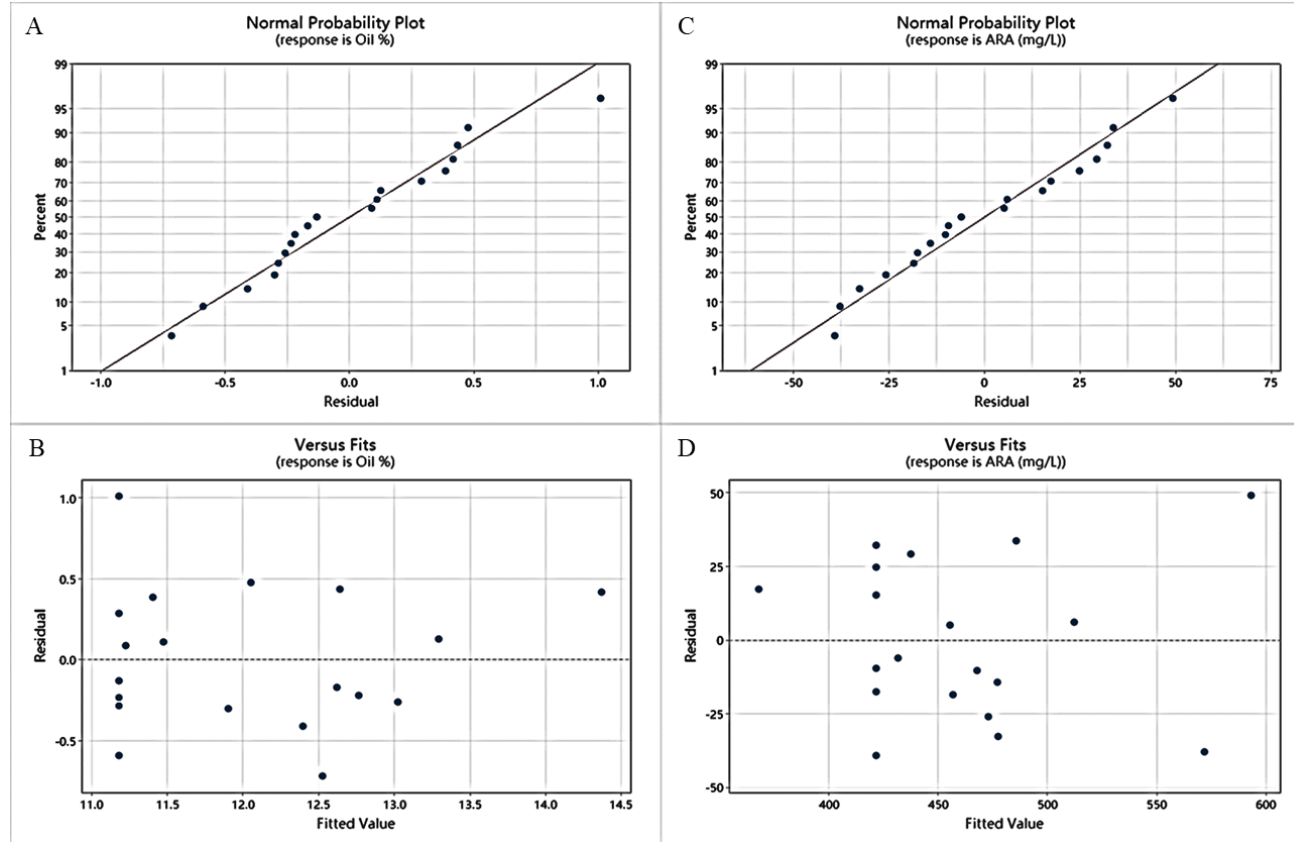 A
Normal Probability Plot
(response is Oil %)
99
95
90
80
70
60
50
40
30
20
10
5
1
Percent
-1.0 -0.5 0.0 0.5 1.0
Residual
C
Normal Probability Plot
(response is ARA (mg/L))
99
95
90
80
70
60
50
40
30
20
10
5
1
Percent
-50 -25 0 25 50 75
Residual
B
Versus Fits
(response is Oil %)
1.0
0.5
0.0
-0.5
Residual
11.0 11.5 12.0 12.5 13.0 13.5 14.0 14.5
Fitted Value
D
Versus Fits
(response is ARA (mg/L))
50
25
0
-25
-50
Residual
400 450 500 550 600
Fitted Value